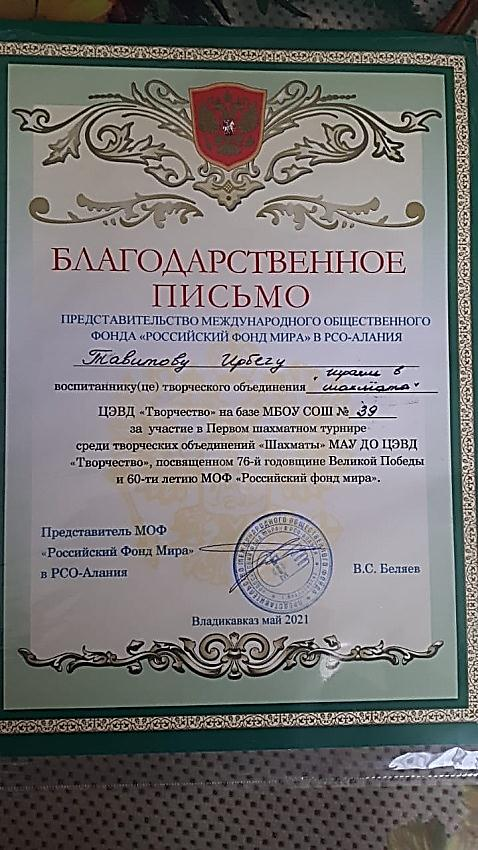 БЛАГОДАРСТВЕННОЕ
ПИСЬМО
ПРЕДСТАВИТЕЛЬСТВО МЕЖДУНАРОДНОГО ОБЩЕСТВЕННОГО
ФОНДА «РОССИЙСКИЙ ФОНД МИРА» В РСО-АЛАНИЯ
Тавитову Ирбегу
"играем в
воспитаннику(це) творческого объединения шахматы"
ЦЭВД «Творчество» на базе МБОУ СОШ № 39
за участие в Первом шахматном турнире
среди творческих объединений «Шахматы» МАУ ДО ЦЭВД
«Творчество», посвященном 76-й годовщине Великой Победы
и 60-ти летию МОФ «Российский фонд мира».
Представитель МОФ
«Российский Фонд Мира»
в РСО-Алания В.С. Беляев
Владикавказ май 2021